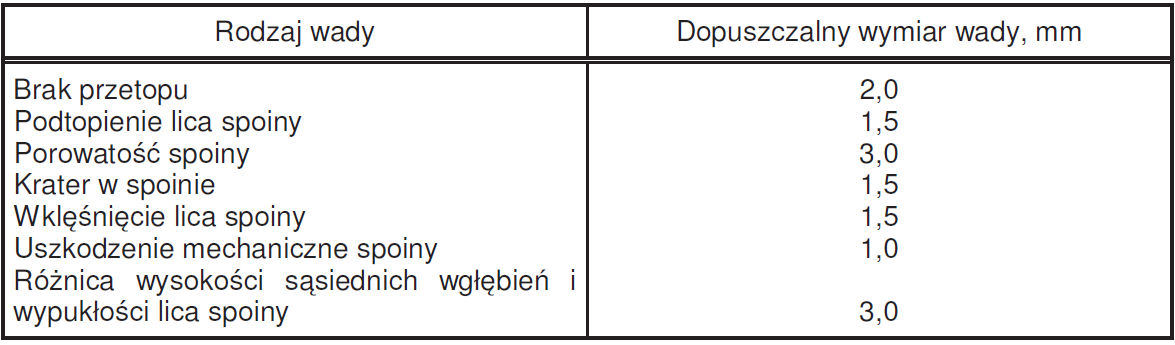 Rodzaj wady Dopuszczalny wymiar wady, mm
Brak przetopu 2,0
Podtopienie lica spoiny 1,5
Porowatość spoiny 3,0
Krater w spoinie 1,5
Wklęśnięcie lica spoiny 1,5
Uszkodzenie mechaniczne spoiny 1,0
Różnica wysokości sąsiednich wgłębień i
wypukłości lica spoiny 3,0